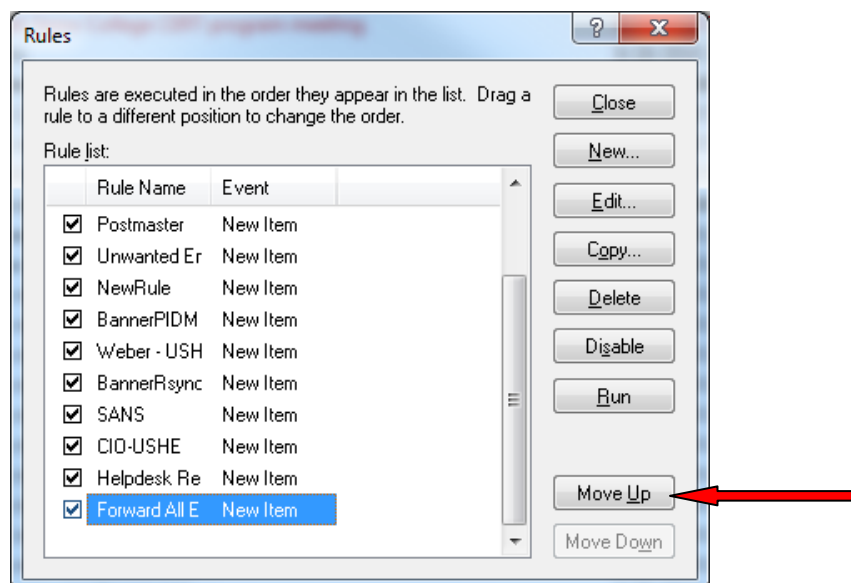 Rules
Rules are executed in the order they appear in the list. Drag a
rule to a different position to change the order.
Rule list:
Rule Name Event
Postmaster New Item
Unwanted Er New Item
NewRule New Item
BannerPIDM New Item
Weber - USH New Item
BannerRsync New Item
SANS New Item
CIO-USHE New Item
Helpdesk Re New Item
Forward All E New Item
Close
New...
Edit...
Copy...
Delete
Disable
Run
Move Up
Move Down